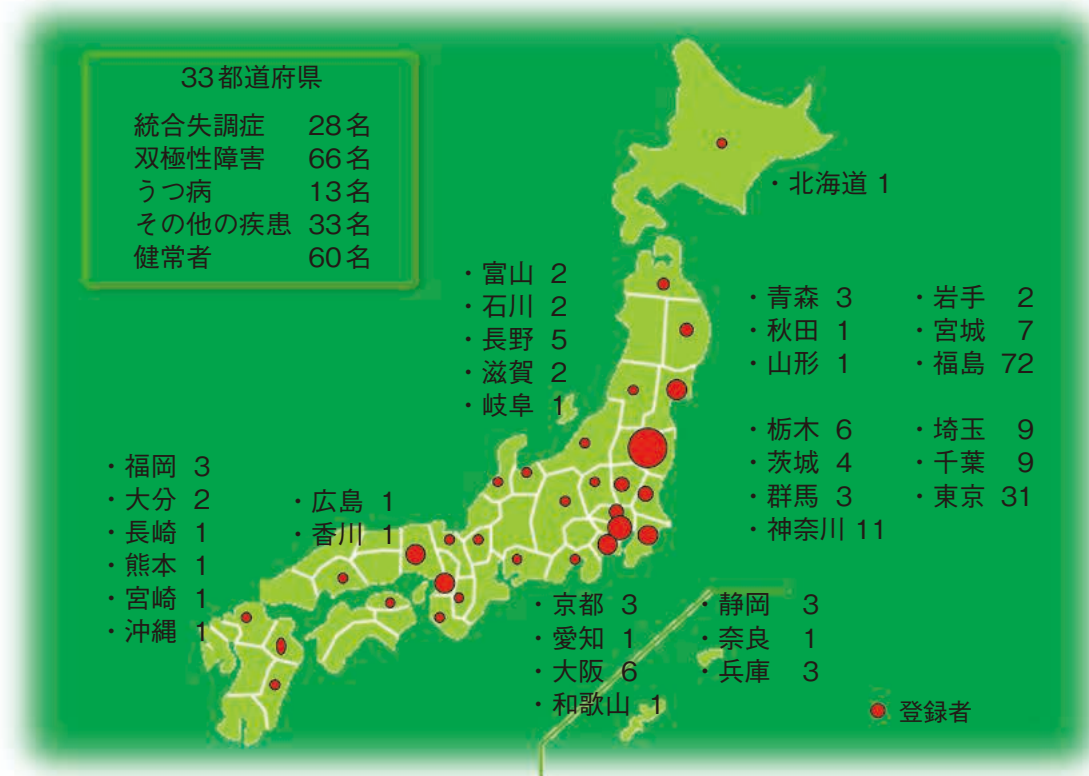 33都道府県
統合失調症 28名
双極性障害 66名
うつ病 13名
その他の疾患 33名
健常者 60名
・北海道 1
・富山 2
・石川 2
・長野 5
・滋賀 2
・岐阜 1
・青森 3 ・岩手 2
・秋田 1 ・宮城 7
・山形 1 ・福島 72
・栃木 6 ・埼玉 9
・茨城 4 ・千葉 9
・群馬 3 ・東京 31
・神奈川 11
・福岡 3
・大分 2
・長崎 1
・熊本 1
・宮崎 1
・沖縄 1
・広島 1
・香川 1
・京都 3 ・静岡 3
・愛知 1 ・奈良 1
・大阪 6 ・兵庫 3
・和歌山 1
登録者